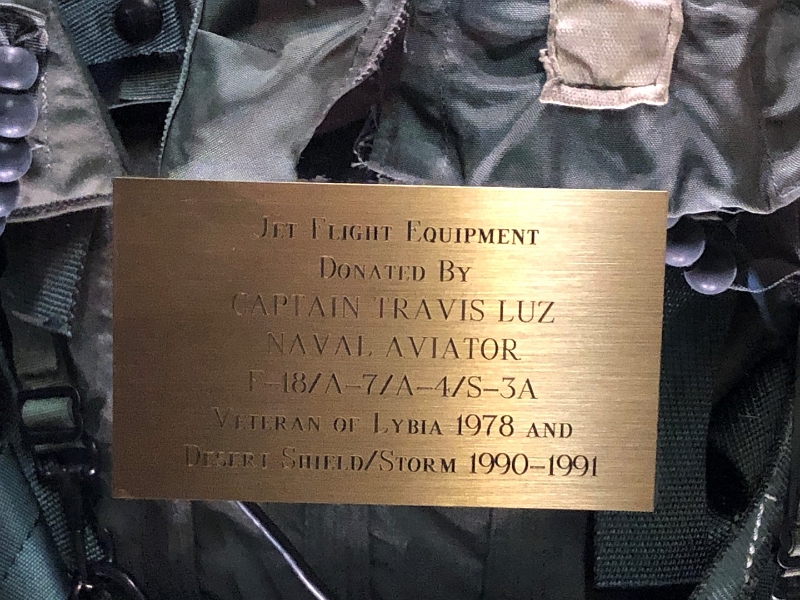 Jet Flight Equipment
Donated By
CAPTAIN TRAVIS LUZ
NAVAL AVIATOR
F-18/A-7/A-4/S-3A
Veteran of Lybia 1978 and
Desert Shield/Storm 1990-1991